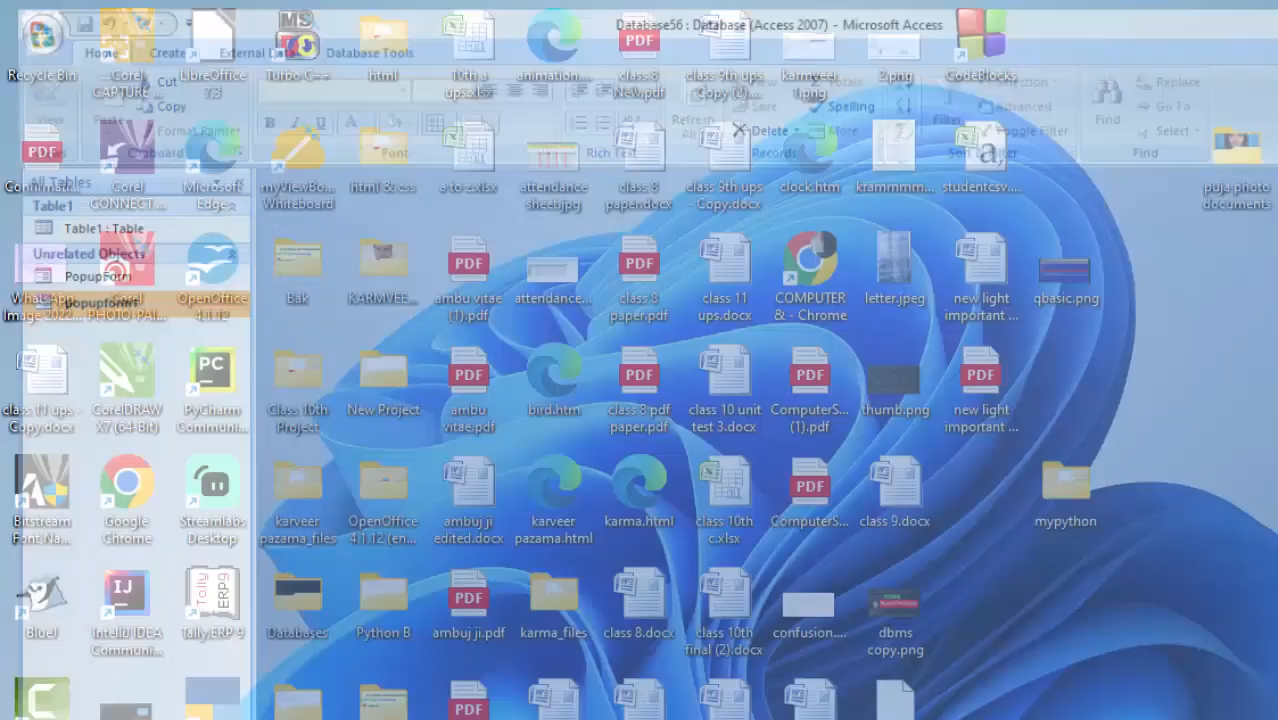 Database56 : Database (Access 2007) - Microsoft Access
Home
Create
External Data
Database Tools
Cut
Copy
Format Painter
Clipboard
View
Font
Rich Text
Refresh
All
Save
Delete
Totals
Spelling
More
Records
Filter
Selection
Advanced
Toggle Filter
Sort & Filter
Find
Replace
Go To
Select
Find
All Tables
Table1
Table1 : Table
Unrelated Objects
PopupForm
Recycle Bin
Corel
CAPTURE ...
LibreOffice
7.3
Turbo C++
html
10th a
ups.xlsx
animation...
class 8
New.pdf
class 9th ups
- Copy (2)...
karmveer
1.png
2.png
CodeBlocks
Corel
CONNECT ...
Microsoft
Edge
myViewBo...
Whiteboard
html & css
a to z.xlsx
attendance
sheet.jpg
class 8
paper.docx
class 9th ups
- Copy.docx
clock.htm
krammmm...
studentcsv....
puja photo
documents
WhatsApp
Image 2022...
Corel
PHOTO-PAI...
OpenOffice
4.1.12
Bak
KARMVEE...
ambu vitae
(1).pdf
attendance...
class 8
paper.pdf
class 11
ups.docx
COMPUTER
& - Chrome
letter.jpeg
new light
important ...
qbasic.png
class 11 ups -
Copy.docx
CorelDRAW
X7 (64-Bit)
PyCharm
Communi...
Class 10th
Project
New Project
ambu
vitae.pdf
bird.htm
class 8 pdf
paper.pdf
class 10 unit
test 3.docx
ComputerS...
(1).pdf
thumb.png
new light
important ...
Bitstream
Font Na...
Google
Chrome
Streamlabs
Desktop
karveer
pazama_files
OpenOffice
4.1.12 (en...
ambuj ji
edited.docx
karveer
pazama.html
karma.html
class 10th
c.xlsx
ComputerS...
class 9.docx
mypython
BlueJ
IntelliJ IDEA
Communi...
Tally.ERP 9
Databases
Python B
ambuj ji.pdf
karma_files
class 8.docx
class 10th
final (2).docx
confusion....
dbms
copy.png